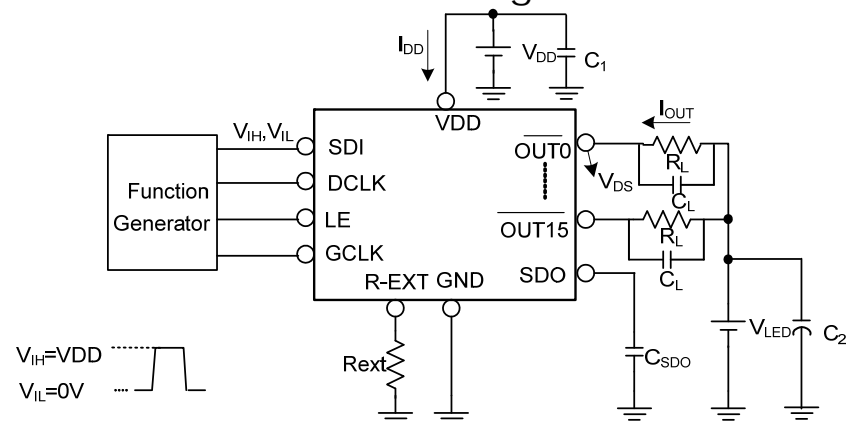 I_DD
V_DD
C_1
VDD
V_IH,V_IL
I_OUT
SDI
OUT0
R_L
Function
Generator
DCLK
V_DS
C_L
LE
OUT15
R_L
GCLK
C_L
R-EXT
GND
SDO
V_LED
C_2
V_IH=VDD
Rext
C_SDO
V_IL=0V